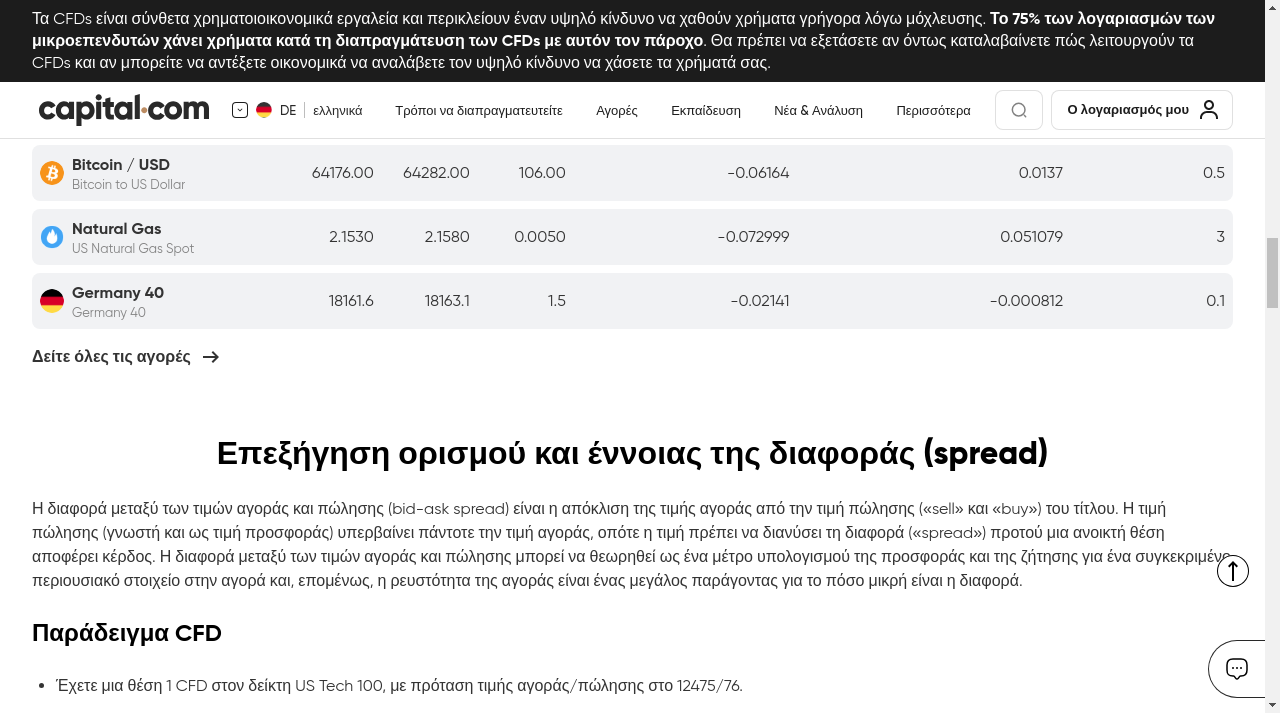 Τα CFDs είναι σύνθετα χρηματοιοικονομικά εργαλεία και περικλείουν έναν υψηλό κίνδυνο να χαθούν χρήματα γρήγορα λόγω μόχλευσης. Το 75% των λογαριασμών των
μικροεπενδυτών χάνει χρήματα κατά τη διαπραγμάτευση των CFDs με αυτόν τον πάροχο. Θα πρέπει να εξετάσετε αν όντως καταλαβαίνετε πώς λειτουργούν τα
CFDs και αν μπορείτε να αντέξετε οικονομικά να αναλάβετε τον υψηλό κίνδυνο να χάσετε τα χρήματά σας.
capital.com DE ελληνικά Τρόποι να διαπραγματευτείτε Αγορές Εκπαίδευση Νέα & Ανάλυση Περισσότερα Ο λογαριασμός μου
Bitcoin / USD 64176.00 64282.00 106.00 -0.06164 0.0137 0.5
Bitcoin to US Dollar
Natural Gas 2.1530 2.1580 0.0050 -0.072999 0.051079 3
US Natural Gas Spot
Germany 40 18161.6 18163.1 1.5 -0.02141 -0.000812 0.1
Germany 40
Δείτε όλες τις αγορές
Επεξήγηση ορισμού και έννοιας της διαφοράς (spread)
Η διαφορά μεταξύ των τιμών αγοράς και πώλησης (bid-ask spread) είναι η απόκλιση της τιμής αγοράς από την τιμή πώλησης («sell» και «buy») του τίτλου. Η τιμή
πώλησης (γνωστή και ως τιμή προσφοράς) υπερβαίνει πάντοτε την τιμή αγοράς, οπότε η τιμή πρέπει να διανύσει τη διαφορά («spread») προτού μια ανοικτή θέση
αποφέρει κέρδος. Η διαφορά μεταξύ των τιμών αγοράς και πώλησης μπορεί να θεωρηθεί ως ένα μέτρο υπολογισμού της προσφοράς και της ζήτησης για ένα συγκεκριμένο
περιουσιακό στοιχείο στην αγορά και, επομένως, η ρευστότητα της αγοράς είναι ένας μεγάλος παράγοντας για το πόσο μικρή είναι η διαφορά.
Παράδειγμα CFD
Έχετε μια θέση 1 CFD στον δείκτη US Tech 100, με πρόταση τιμής αγοράς/πώλησης στο 12475/76.